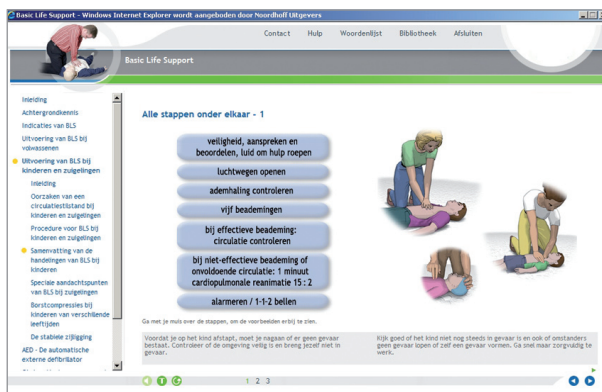 Basic Life Support - Windows Internet Explorer wordt aangeboden door Noordhoff Uitgevers
Contact Hulp Woordenlijst Bibliotheek Afsluiten
Basic Life Support
Inleiding
Achtergrondkennis
Indicaties van BLS
Uitvoering van BLS bij
volwassenen
Uitvoering van BLS bij
kinderen en zuigelingen
Inleiding
Oorzaken van een
circulatiestilstand bij
kinderen en zuigelingen
Procedure voor BLS bij
kinderen en zuigelingen
Samenvatting van de
handelingen van BLS bij
kinderen
Speciale aandachtspunten
van BLS bij zuigelingen
Borstcompressies bij
kinderen van verschillende
leeftijden
De stabiele zijligging
AED - De automatische
externe defibrillator
Alle stappen onder elkaar - 1
veiligheid, aanspreken en
beoordelen, luid om hulp roepen
luchtwegen openen
ademhaling controleren
vijf beademingen
bij effectieve beademing:
circulatie controleren
bij niet-effectieve beademing of
onvoldoende circulatie: 1 minuut
cardiopulmonale reanimatie 15 : 2
alarmeren / 1-1-2 bellen
Ga met je muis over de stappen, om de voorbeelden erbij te zien.
Voordat je op het kind afstapt, moet je nagaan of er geen gevaar
bestaat. Controleer of de omgeving veilig is en breng jezelf niet in
gevaar.
Kijk goed of het kind niet nog steeds in gevaar is en ook of omstanders
geen gevaar lopen of zelf een gevaar vormen. Ga snel maar zorgvuldig te
werk.
1 2 3